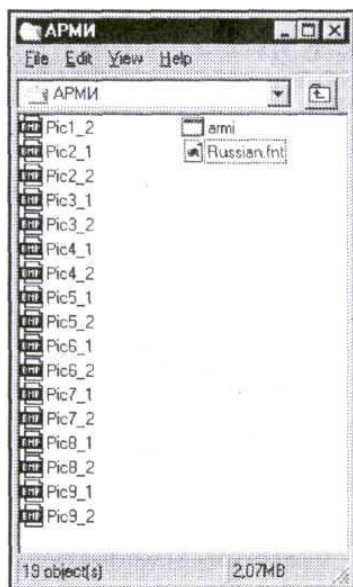 АРМИ
File Edit View Help
АРМИ
Pic1_2
Pic2_1
Pic2_2
Pic3_1
Pic3_2
Pic4_1
Pic4_2
Pic5_1
Pic5_2
Pic6_1
Pic6_2
Pic7_1
Pic7_2
Pic8_1
Pic8_2
Pic9_1
Pic9_2
armi
Russian.fnt
19 object(s) 2,07MB